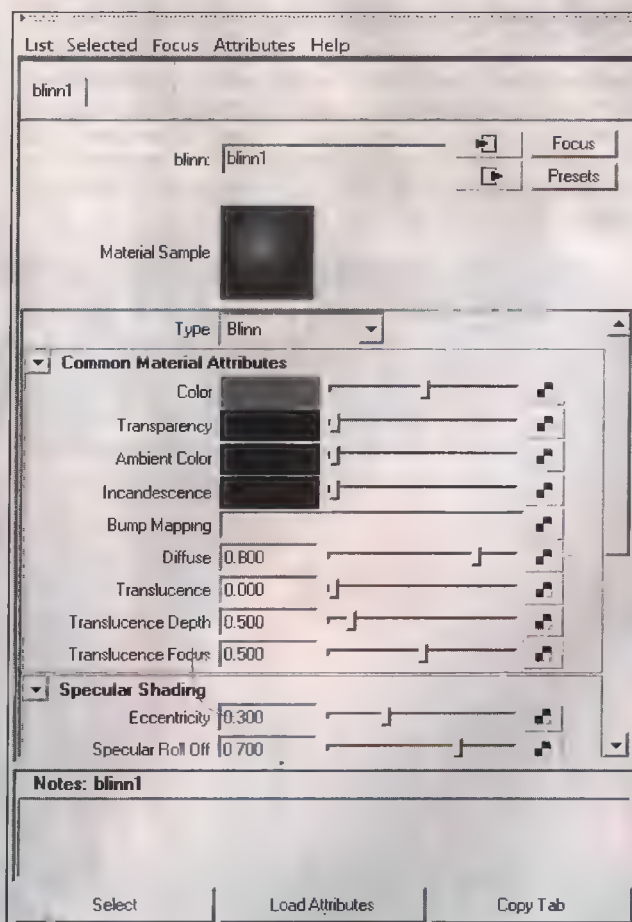 List Selected Focus Attributes Help
blinn1
blinn: blinn1
Focus
Presets
Material Sample
Type Blinn
Common Material Attributes
Color
Transparency
Ambient Color
Incandescence
Bump Mapping
Diffuse 0.800
Translucence 0.000
Translucence Depth 0.500
Translucence Focus 0.500
Specular Shading
Eccentricity 0.300
Specular Roll Off 0.700
Notes: blinn1
Select Load Attributes Copy Tab